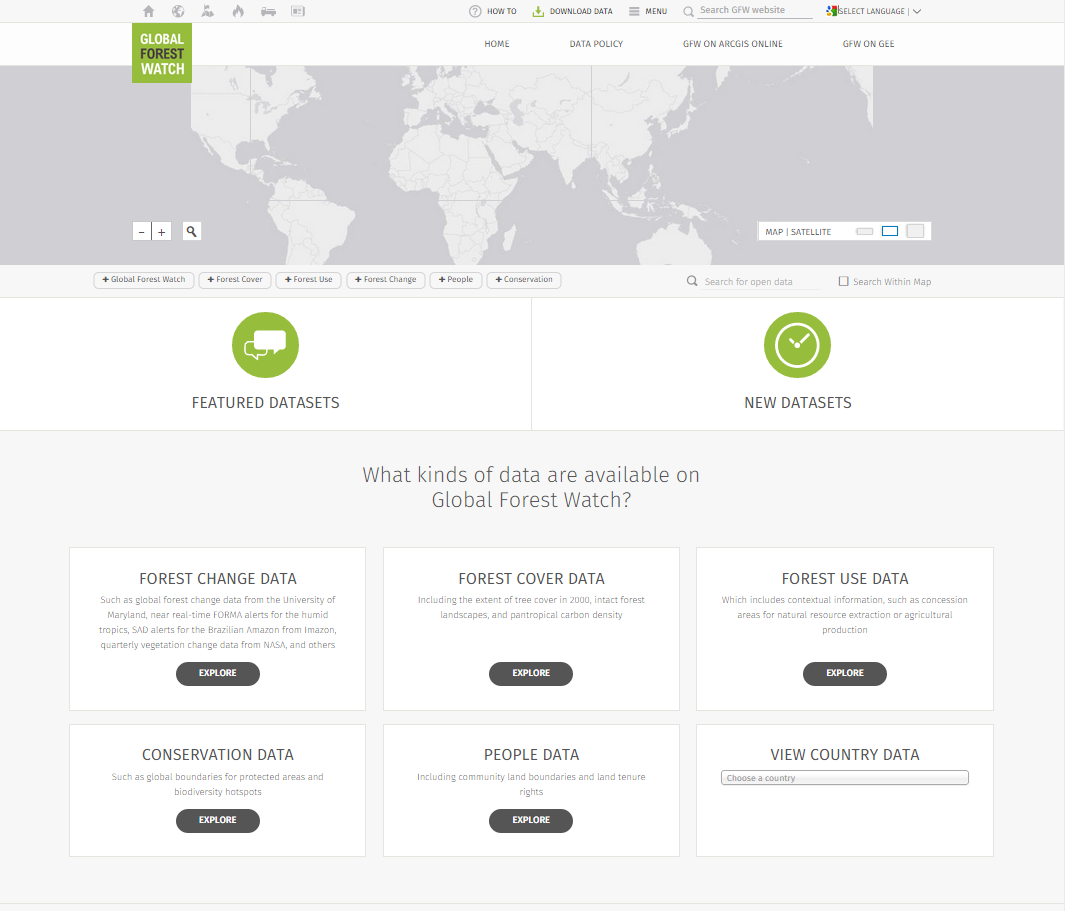 HOW TO
DOWNLOAD DATA
MENU
Search GFW website
SELECT LANGUAGE |
GLOBAL
FOREST
WATCH
HOME
DATA POLICY
GFW ON ARCGIS ONLINE
GFW ON GEE
− +
MAP | SATELLITE
+ Global Forest Watch
+ Forest Cover
+ Forest Use
+ Forest Change
+ People
+ Conservation
Search for open data
Search Within Map
FEATURED DATASETS
NEW DATASETS
What kinds of data are available on
Global Forest Watch?
FOREST CHANGE DATA
Such as global forest change data from the University of
Maryland, near real-time FORMA alerts for the humid
tropics, SAD alerts for the Brazilian Amazon from Imazon,
quarterly vegetation change data from NASA, and others
EXPLORE
FOREST COVER DATA
Including the extent of tree cover in 2000, intact forest
landscapes, and pantropical carbon density
EXPLORE
FOREST USE DATA
Which includes contextual information, such as concession
areas for natural resource extraction or agricultural
production
EXPLORE
CONSERVATION DATA
Such as global boundaries for protected areas and
biodiversity hotspots
EXPLORE
PEOPLE DATA
Including community land boundaries and land tenure
rights
EXPLORE
VIEW COUNTRY DATA
Choose a country